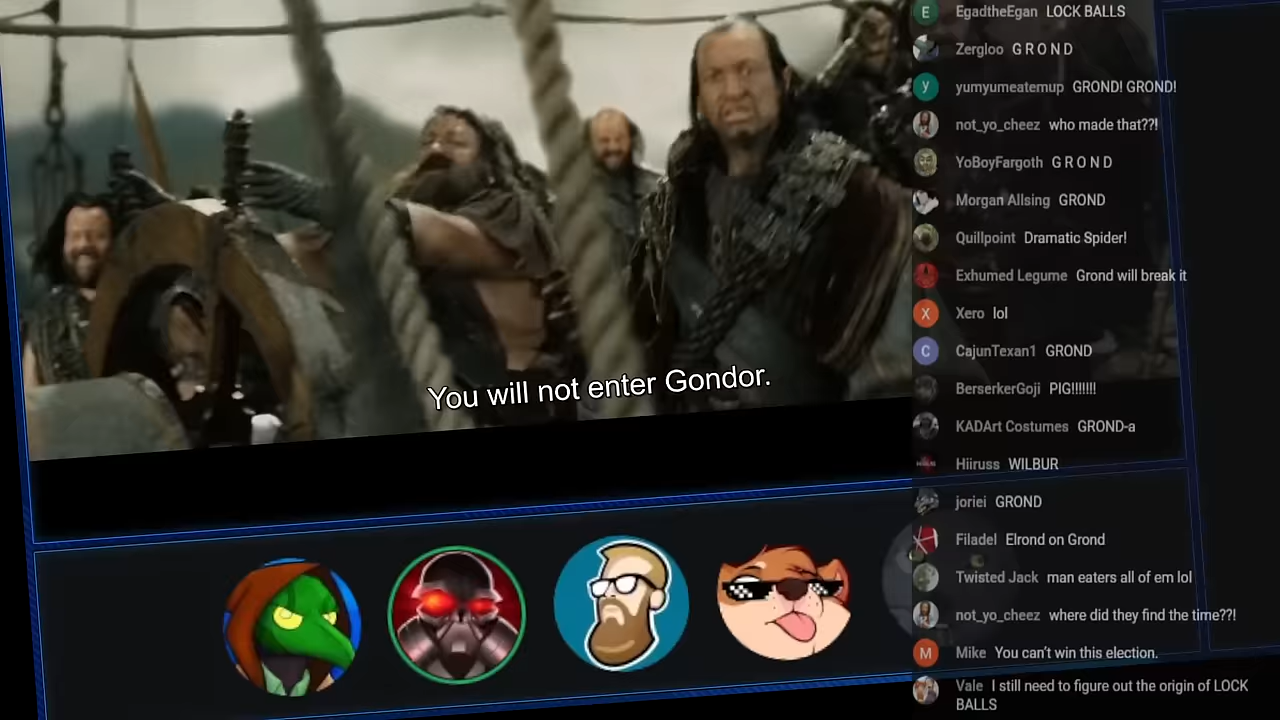 EgadtheEgan LOCK BALLS
Zergloo G R O N D
yumyumeatemup GROND! GROND!
not_yo_cheez who made that??!
YoBoyFargoth G R O N D
Morgan Allsing GROND
Quillpoint Dramatic Spider!
Exhumed Legume Grond will break it
Xero lol
CajunTexan1 GROND
BerserkerGoji PIG!!!!!!!
KADArt Costumes GROND-a
Hiiruss WILBUR
joriei GROND
Filadel Elrond on Grond
Twisted Jack man eaters all of em lol
not_yo_cheez where did they find the time??!
Mike You can't win this election.
Vale I still need to figure out the origin of LOCK
BALLS
You will not enter Gondor.